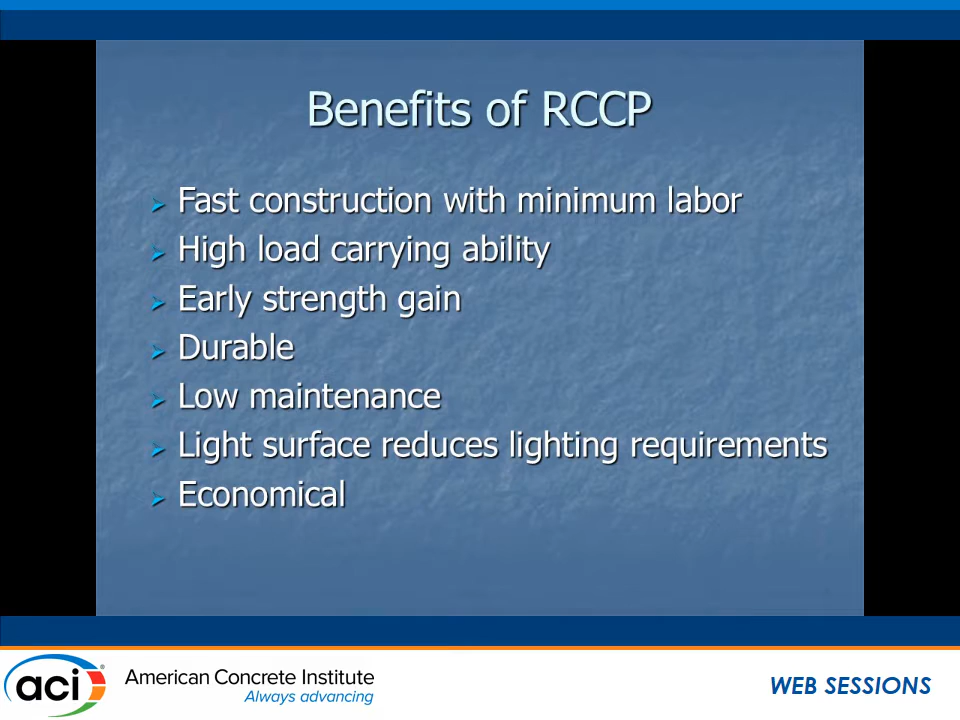 Benefits of RCCP
Fast construction with minimum labor
High load carrying ability
Early strength gain
Durable
Low maintenance
Light surface reduces lighting requirements
Economical
aci®
American Concrete Institute
Always advancing
WEB SESSIONS